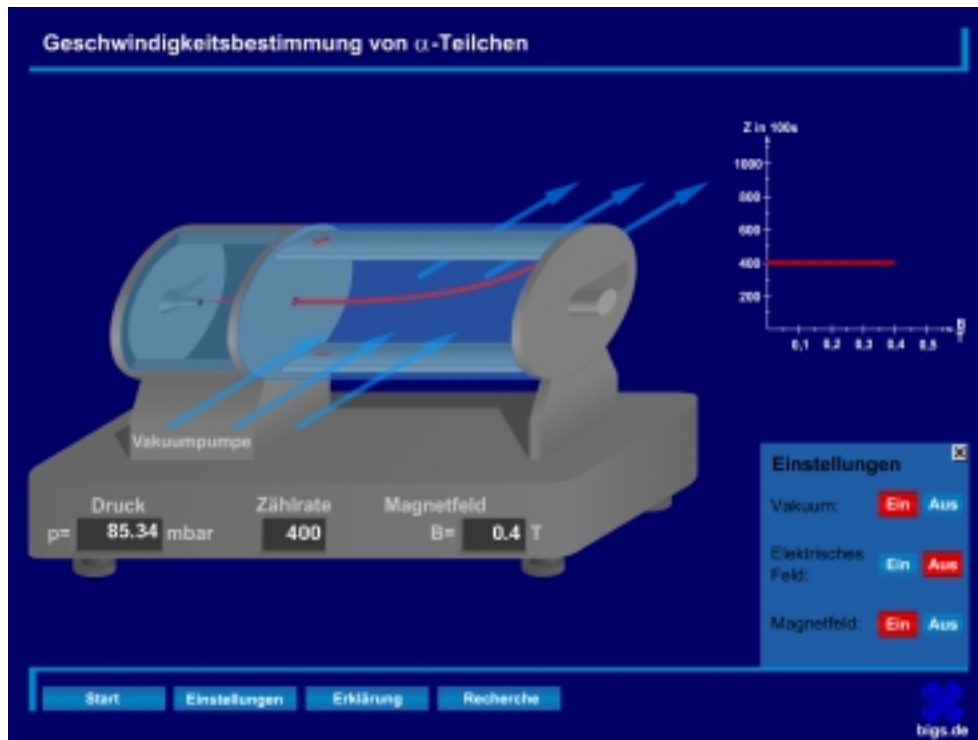 Geschwindigkeitsbestimmung von α-Teilchen
Z in 100s
1000
800
600
400
200
0,1 0,2 0,3 0,4 0,5
B
T
Vakuumpumpe
Druck Zählrate Magnetfeld
p= 85.34 mbar 400 B= 0.4 T
Einstellungen
Vakuum: Ein Aus
Elektrisches
Feld: Ein Aus
Magnetfeld: Ein Aus
Start Einstellungen Erklärung Recherche
bigs.de